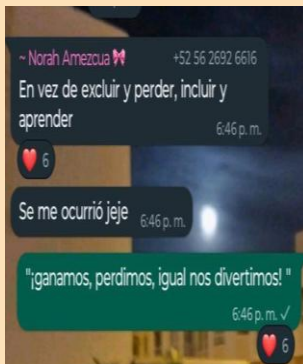 ~ Norah Amezcua🎀 +52 56 2692 6616
En vez de excluir y perder, incluir y
aprender
6:46 p. m.
❤️ 6
Se me ocurrió jeje 6:46 p. m.
"¡ganamos, perdimos, igual nos divertimos! "
6:46 p. m. ✓
❤️ 6